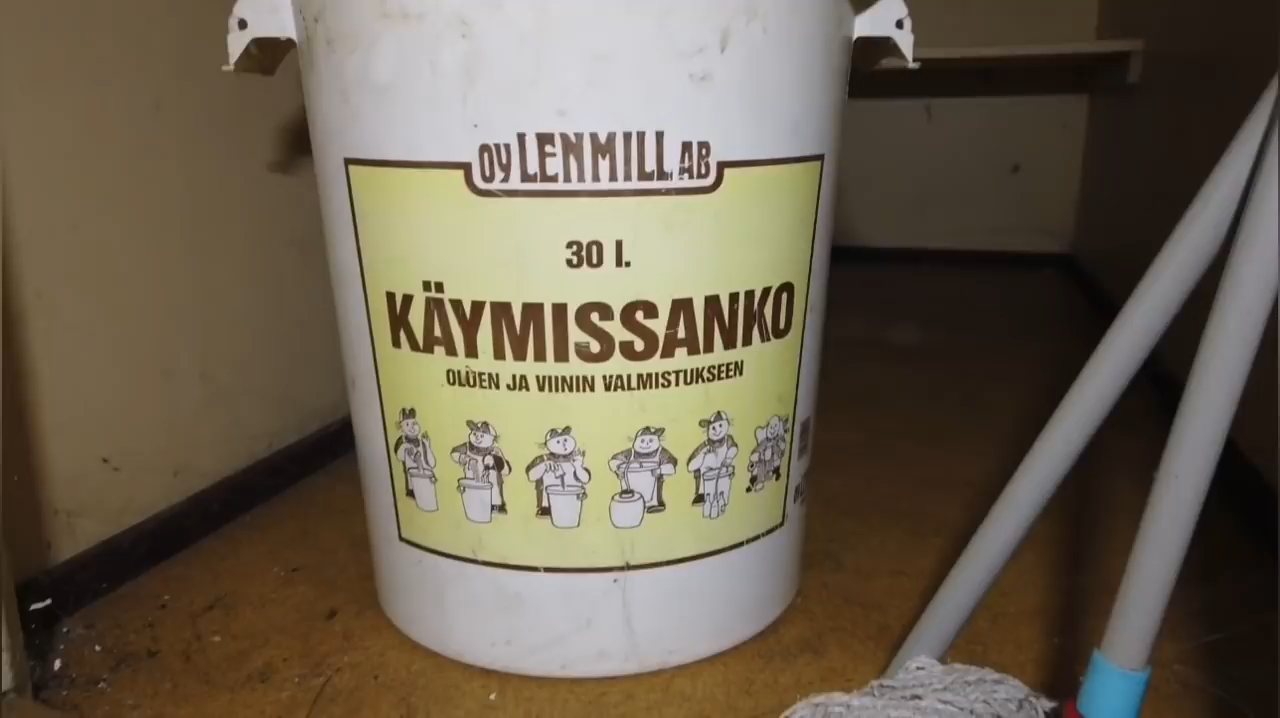 OY LENMILL AB
30 l.
KÄYMISSANKO
OLUEN JA VIININ VALMISTUKSEEN